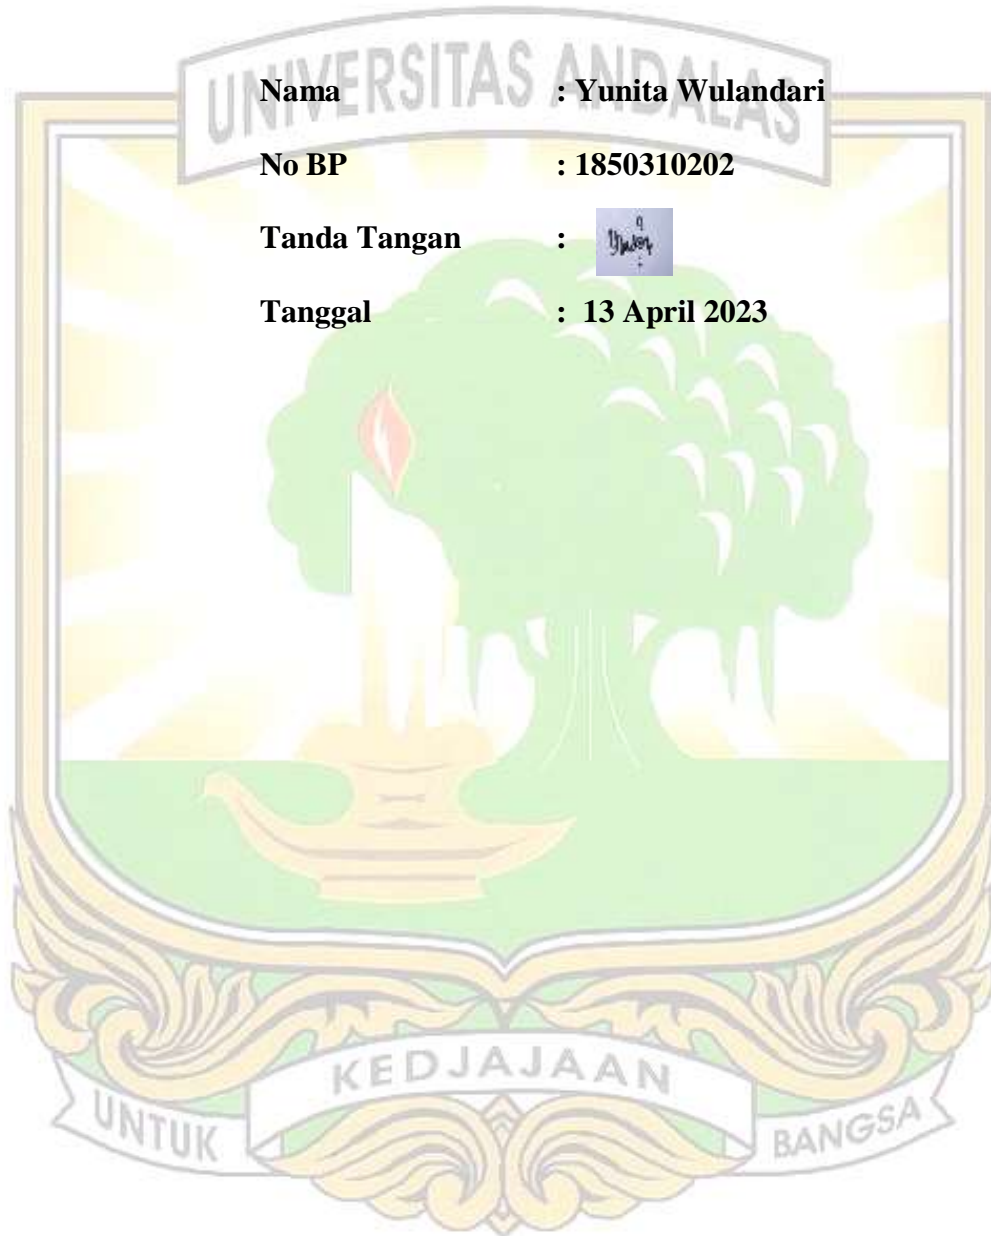 UNIVERSITAS ANDALAS
Nama : Yunita Wulandari
No BP : 1850310202
Tanda Tangan :
Tanggal : 13 April 2023
KEDJAJAAN
UNTUK BANGSA